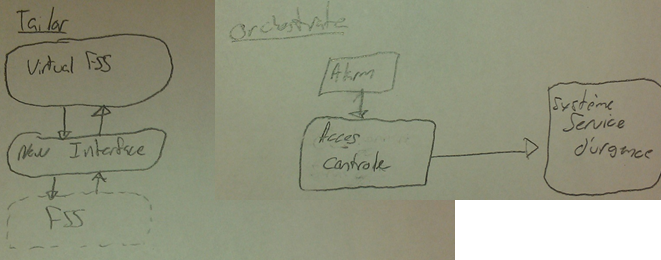 Tailor
Virtual FSS
New Interface
FSS
Orchestrate
Alarm
Acces
Controle
Système
Service
d'urgence